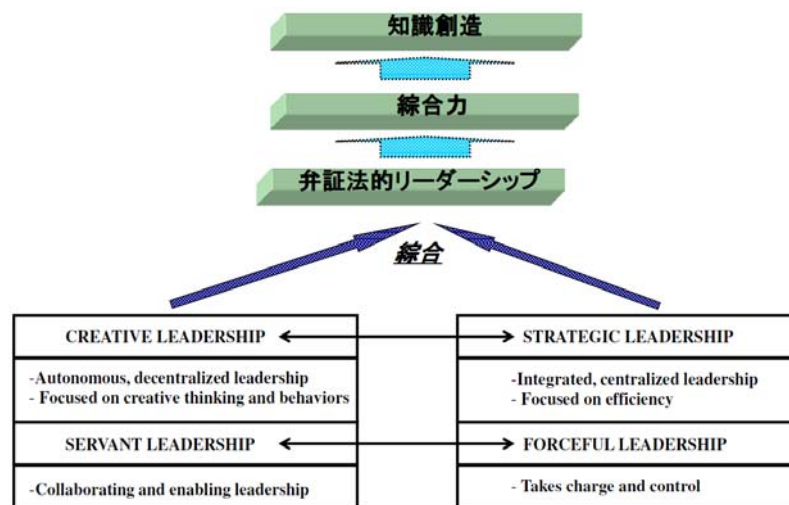 知識創造
綜合力
弁証法的リーダーシップ
綜合
CREATIVE LEADERSHIP
-Autonomous, decentralized leadership
- Focused on creative thinking and behaviors
SERVANT LEADERSHIP
-Collaborating and enabling leadership
STRATEGIC LEADERSHIP
-Integrated, centralized leadership
- Focused on efficiency
FORCEFUL LEADERSHIP
- Takes charge and control